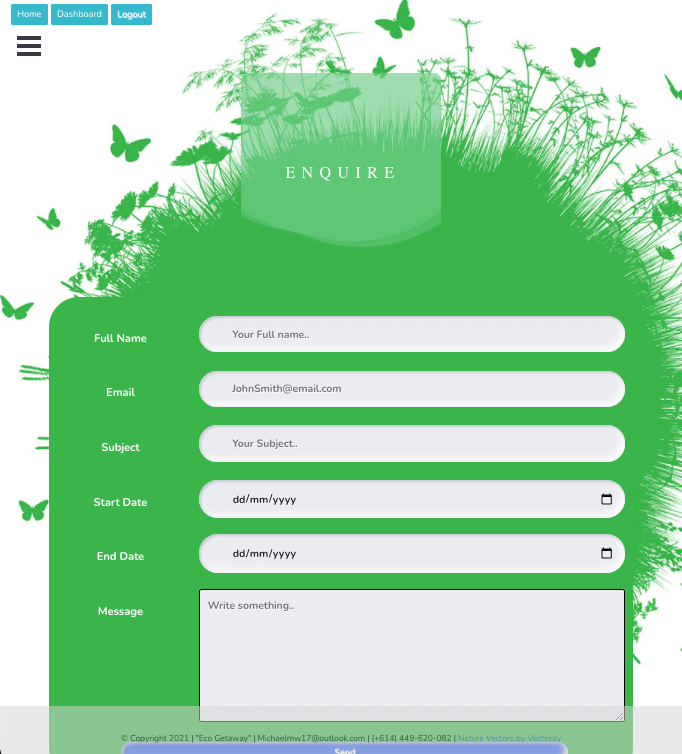 Home Dashboard Logout
ENQUIRE
Full Name Your Full name..
Email JohnSmith@email.com
Subject Your Subject..
Start Date dd/mm/yyyy
End Date dd/mm/yyyy
Message Write something..
© Copyright 2021 | "Eco Getaway" | Michaelmw17@outlook.com | (+614) 449-620-082 | Nature Vectors by Vecteezy
Send